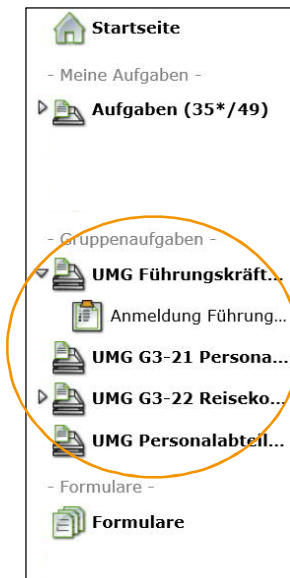 Startseite
- Meine Aufgaben -
Aufgaben (35*/49)
- Gruppenaufgaben -
UMG Führungskräft...
Anmeldung Führung...
UMG G3-21 Persona...
UMG G3-22 Reiseko...
UMG Personalabteil...
- Formulare -
Formulare